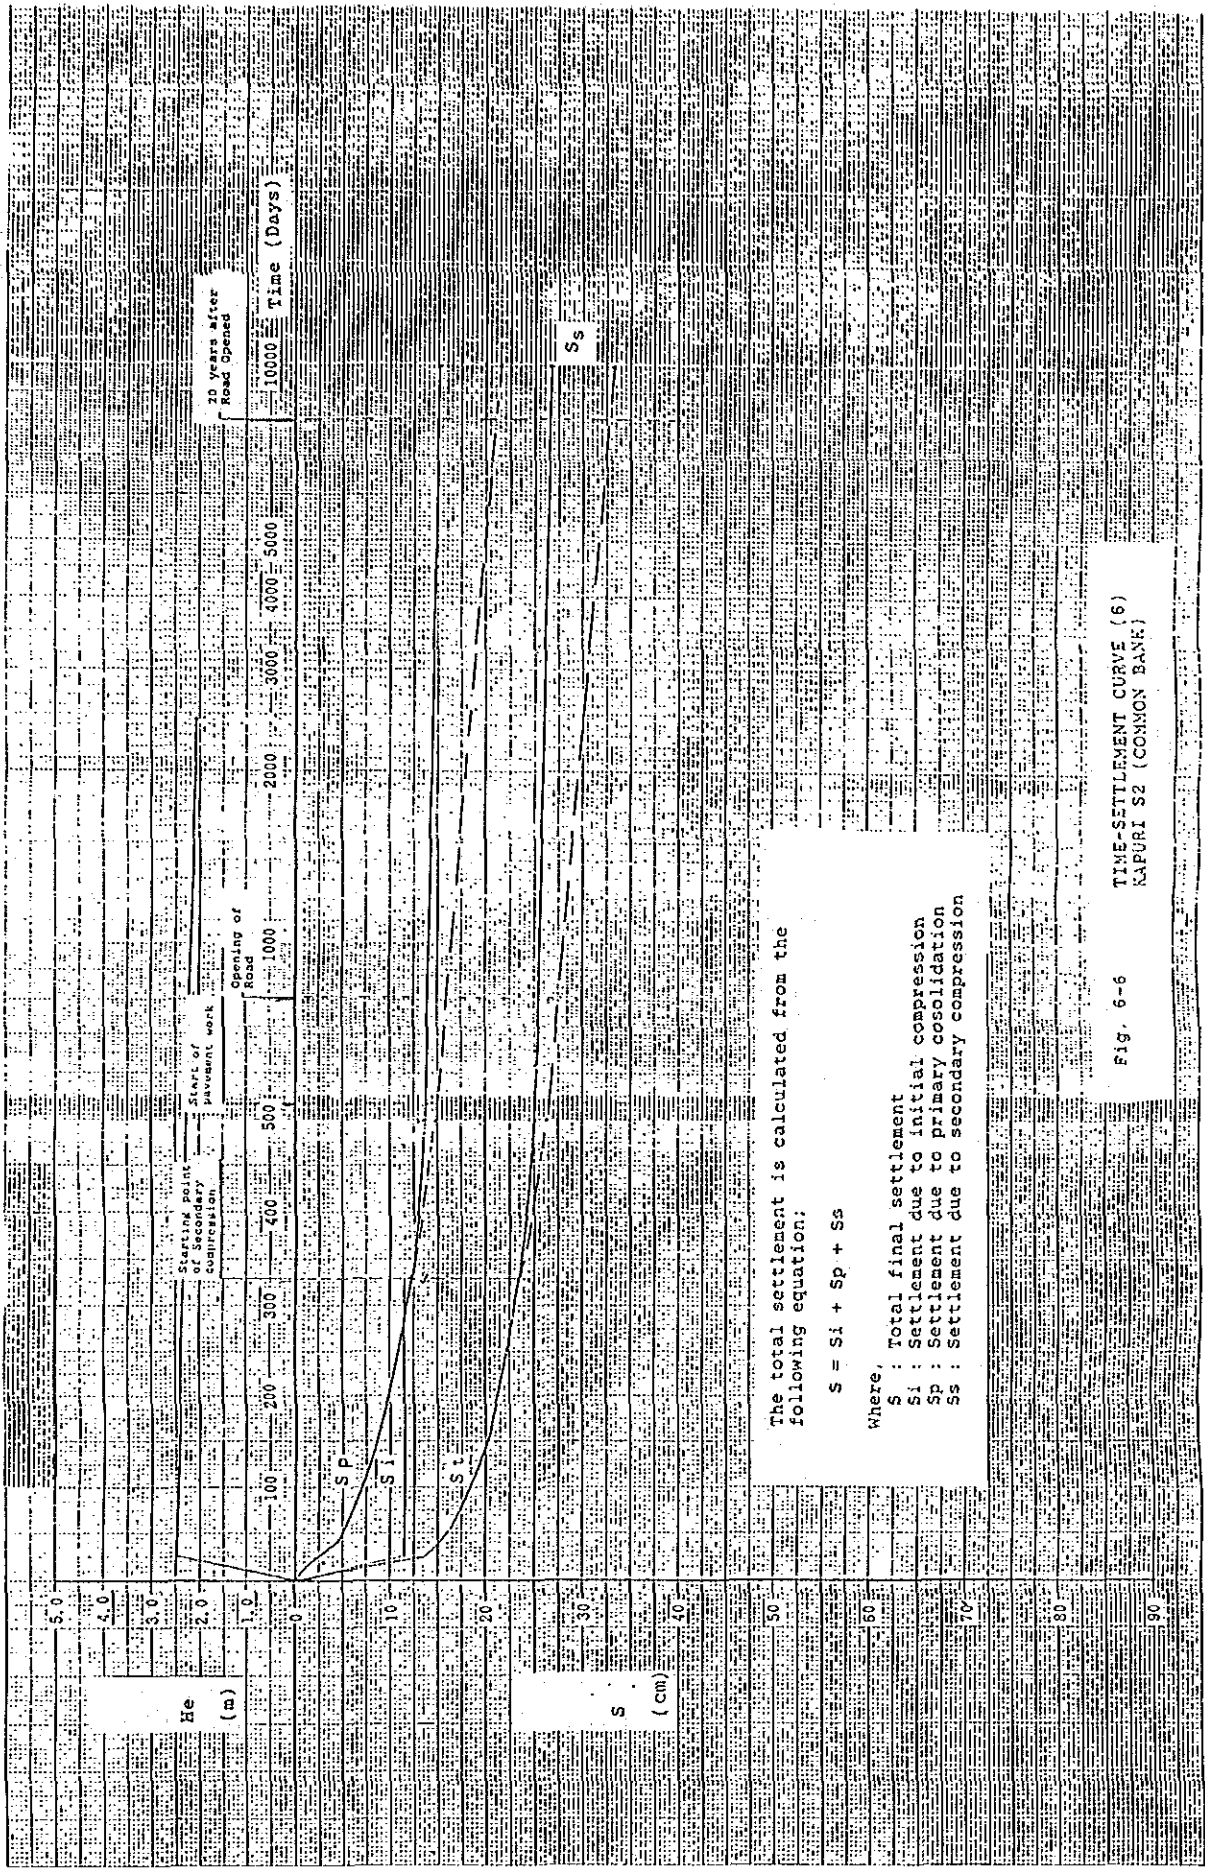 He
(m)
5.0
4.0
3.0
2.0
1.0
0
10
20
30
40
50
60
70
80
90
S
(cm)
Starting point
of Secondary
compression
Start of
pavement work
Opening of
Road
20 years after
Road Opened
100
200
300
400
500
1000
2000
3000
4000
5000
10000
Time (Days)
Sp
Si
St
Ss
The total settlement is calculated from the
following equation;
S = Si + Sp + Ss
Where,
S : Total final settlement
Si : Settlement due to initial compression
Sp : Settlement due to primary cosolidation
Ss : Settlement due to secondary compression
Fig. 6-6 TIME-SETTLEMENT CURVE (6)
KAPURI S2 (COMMON BANK)